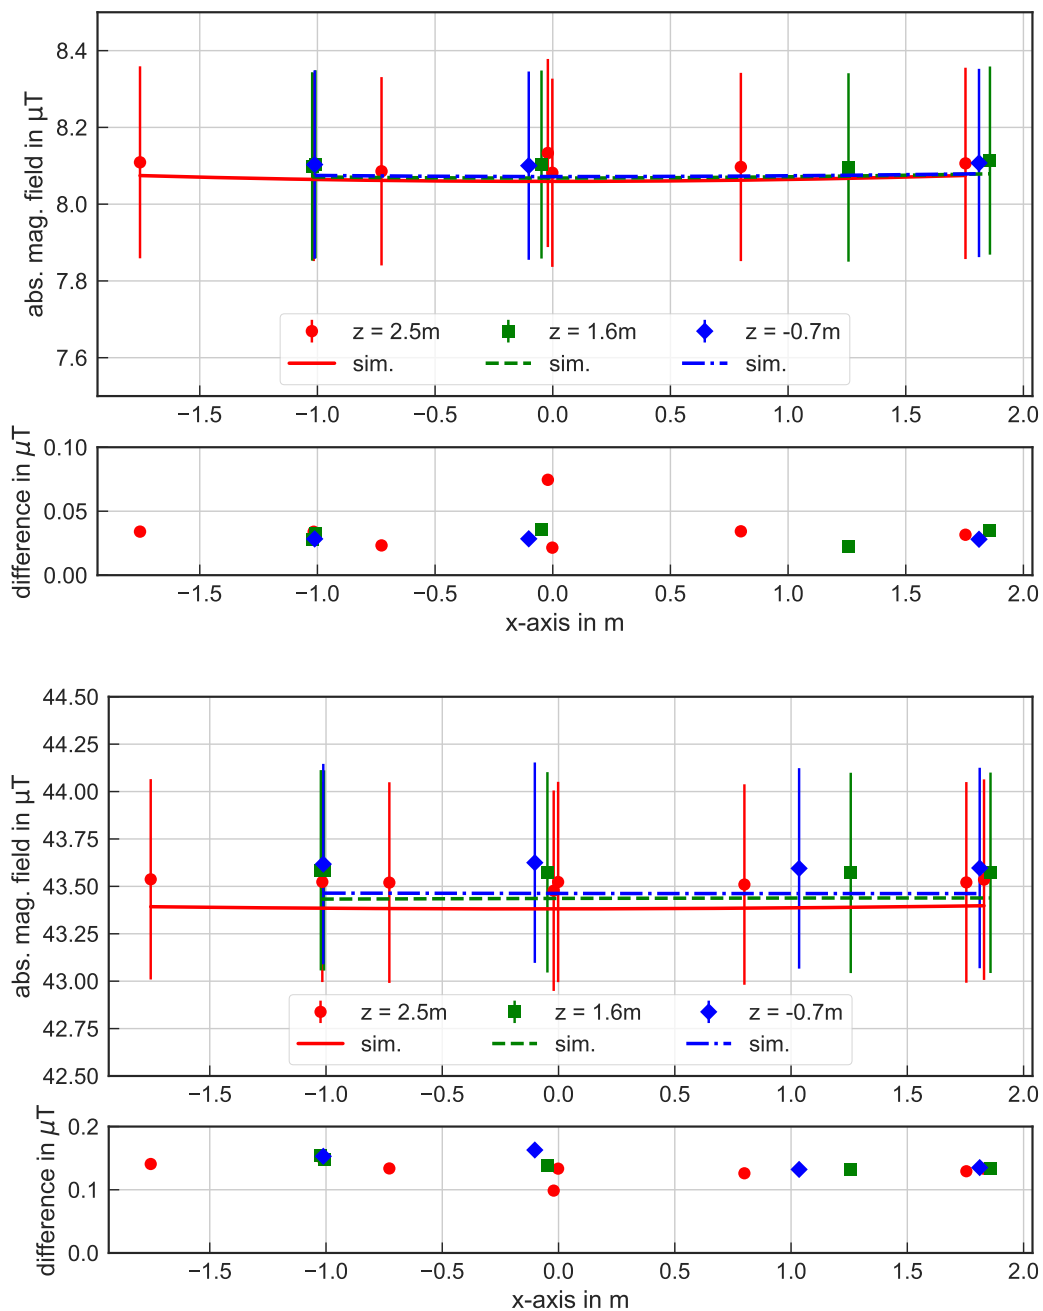 abs. mag. field in µT
8.4
8.2
8.0
7.8
7.6
z = 2.5m z = 1.6m z = -0.7m
sim. sim. sim.
−1.5 −1.0 −0.5 0.0 0.5 1.0 1.5 2.0
difference in µT
0.10
0.05
0.00
−1.5 −1.0 −0.5 0.0 0.5 1.0 1.5 2.0
x-axis in m
abs. mag. field in µT
44.50
44.25
44.00
43.75
43.50
43.25
43.00
42.75
42.50
z = 2.5m z = 1.6m z = -0.7m
sim. sim. sim.
−1.5 −1.0 −0.5 0.0 0.5 1.0 1.5 2.0
difference in µT
0.2
0.1
0.0
−1.5 −1.0 −0.5 0.0 0.5 1.0 1.5 2.0
x-axis in m